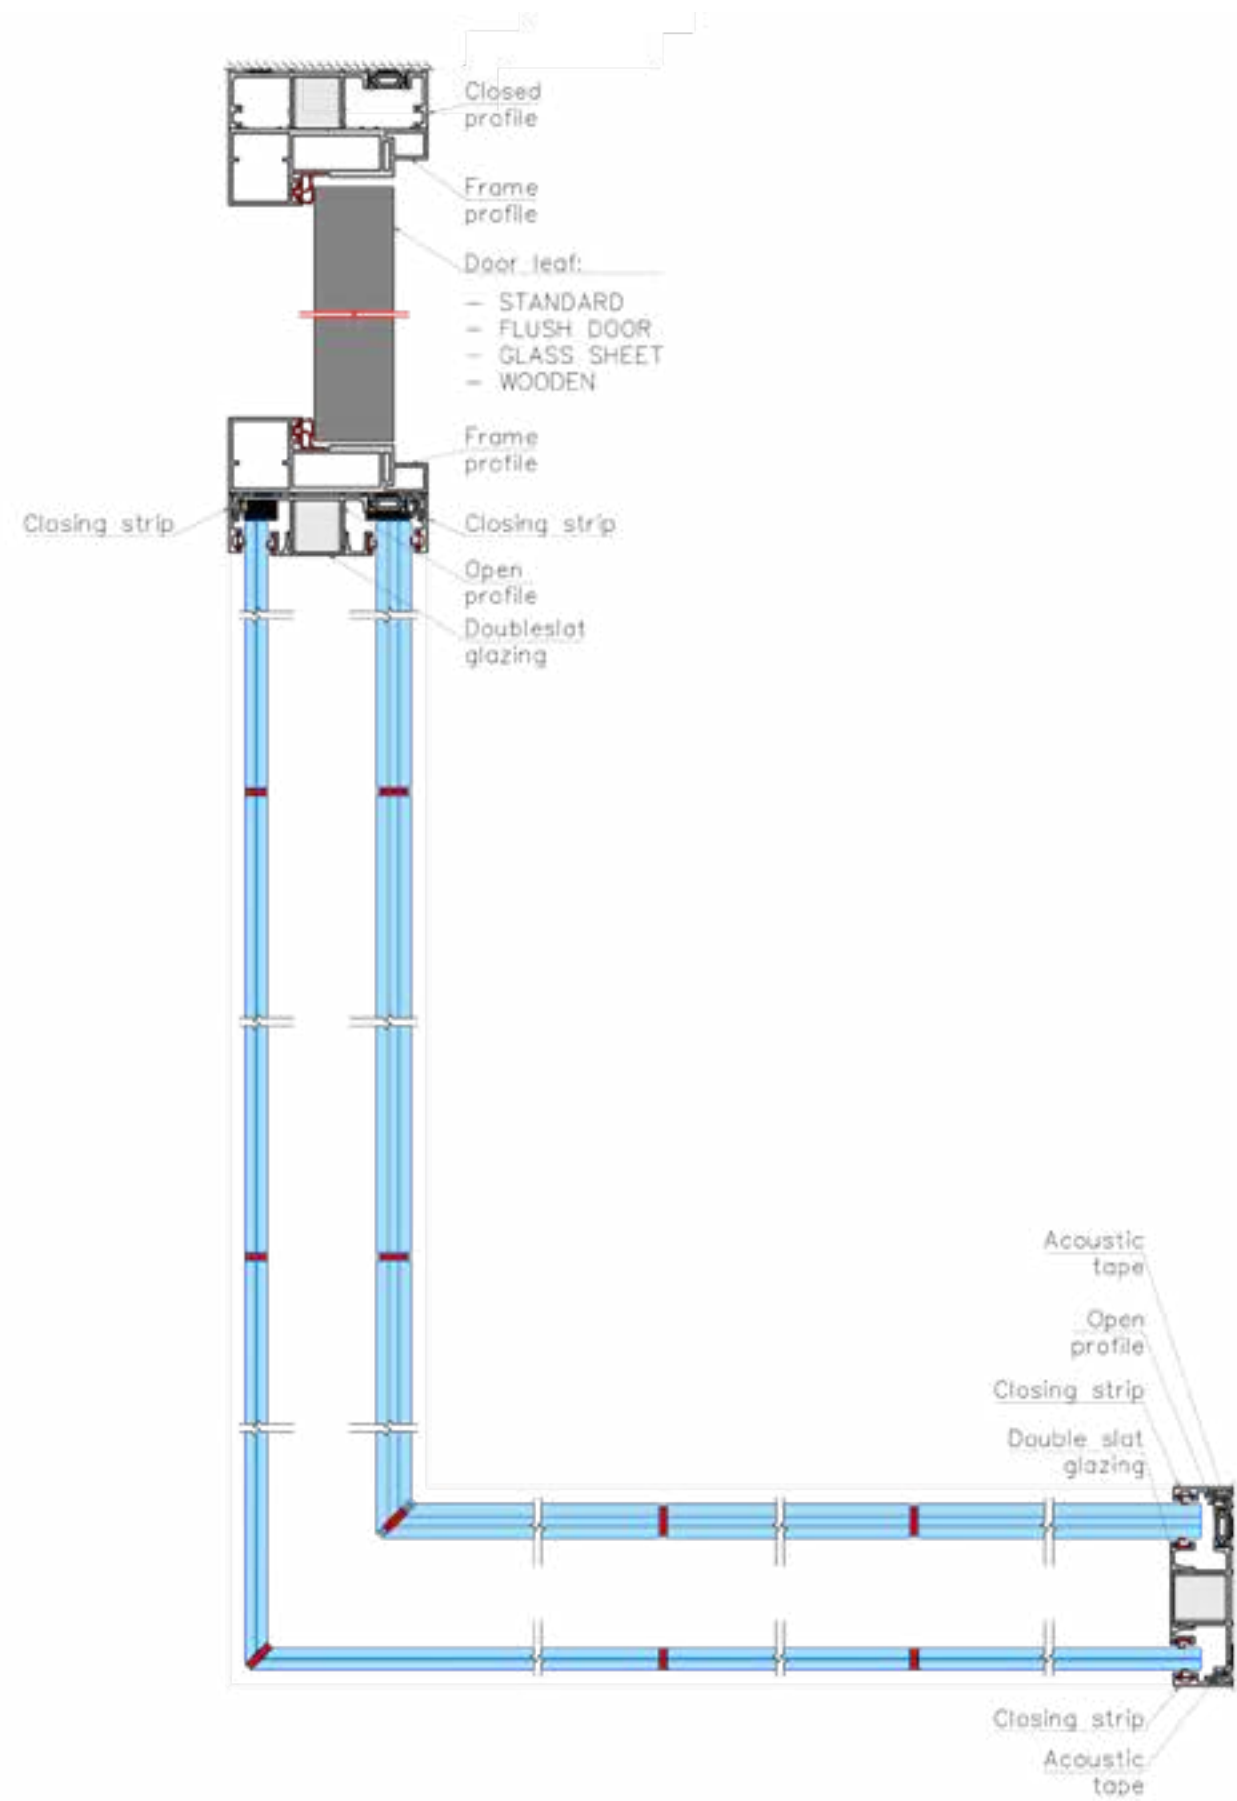 Closed
profile
Frame
profile
Door leaf:
- STANDARD
- FLUSH DOOR
- GLASS SHEET
- WOODEN
Frame
profile
Closing strip
Closing strip
Open
profile
Doubleslat
glazing
Acoustic
tape
Open
profile
Closing strip
Double slat
glazing
Closing strip
Acoustic
tape